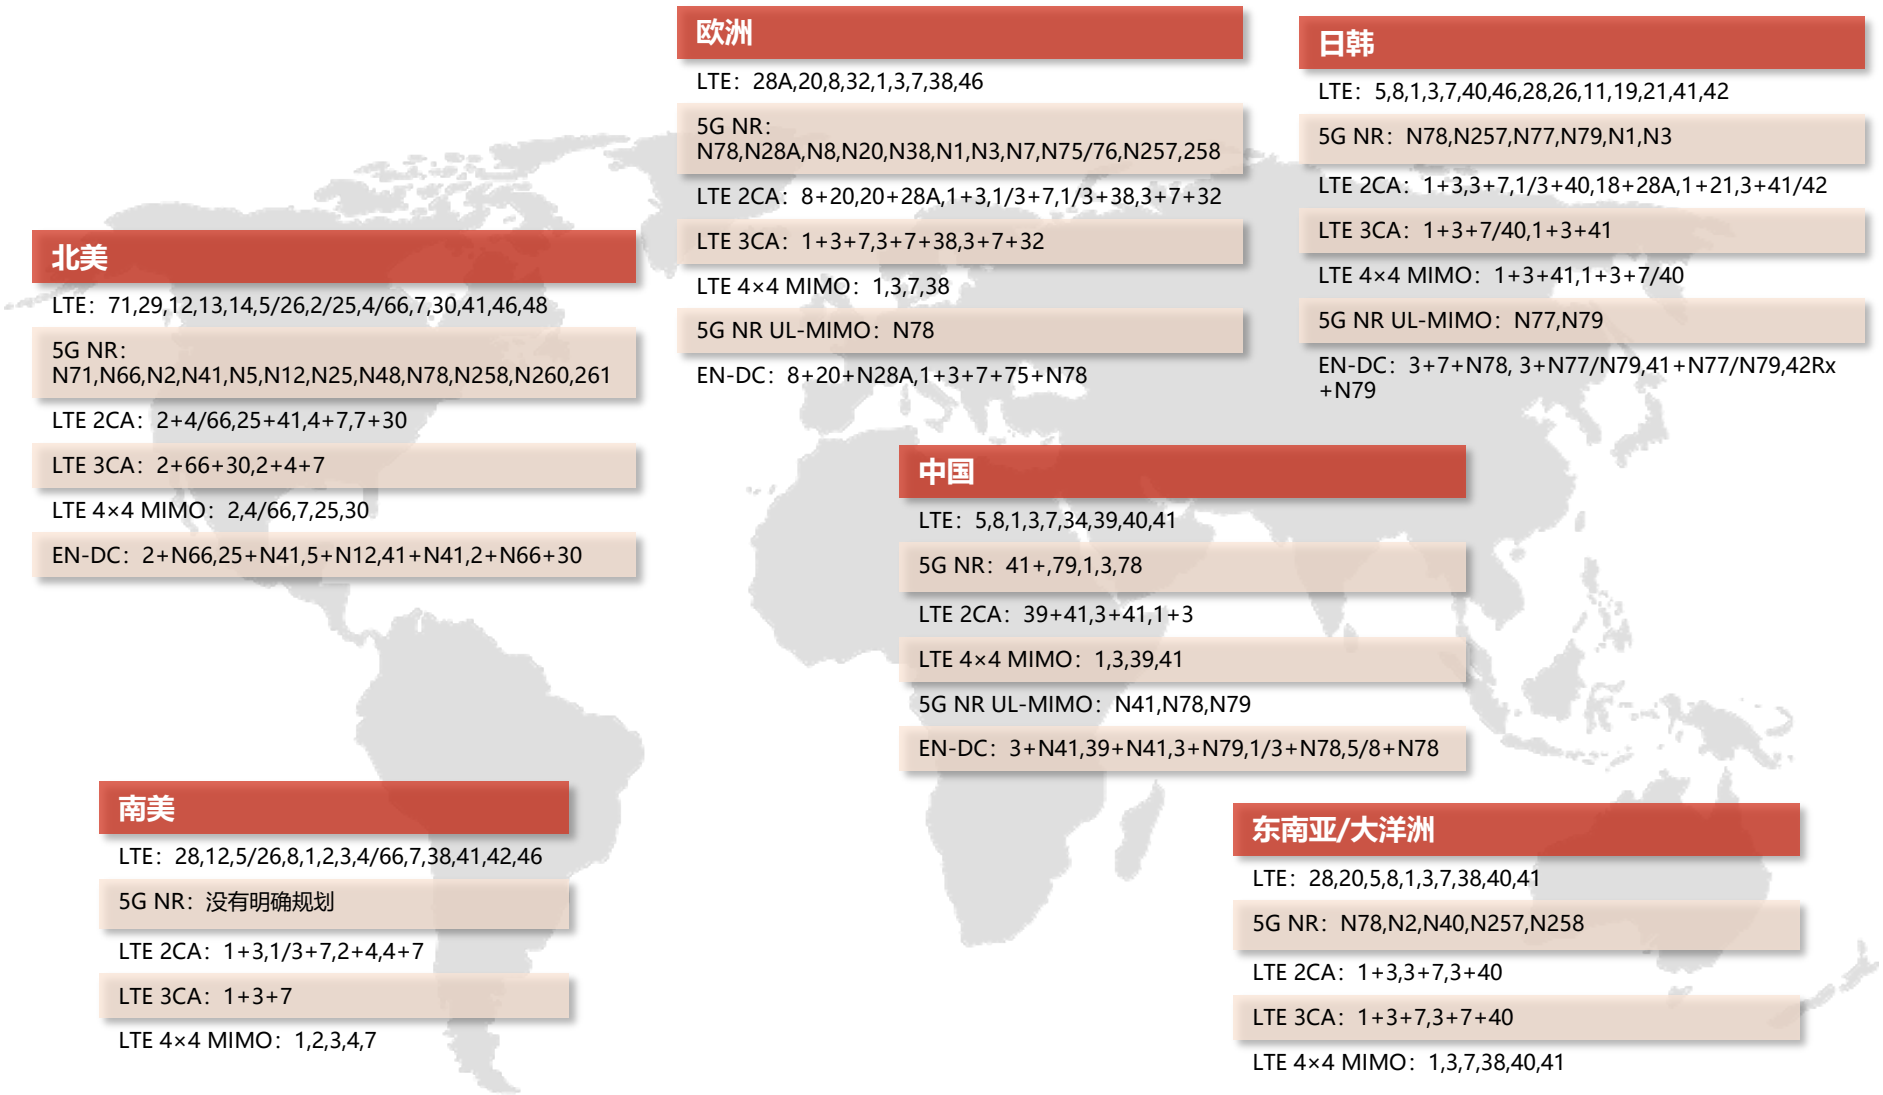 欧洲
LTE：28A,20,8,32,1,3,7,38,46
5G NR：
N78,N28A,N8,N20,N38,N1,N3,N7,N75/76,N257,258
LTE 2CA：8+20,20+28A,1+3,1/3+7,1/3+38,3+7+32
LTE 3CA：1+3+7,3+7+38,3+7+32
LTE 4×4 MIMO：1,3,7,38
5G NR UL-MIMO：N78
EN-DC：8+20+N28A,1+3+7+75+N78
日韩
LTE：5,8,1,3,7,40,46,28,26,11,19,21,41,42
5G NR：N78,N257,N77,N79,N1,N3
LTE 2CA：1+3,3+7,1/3+40,18+28A,1+21,3+41/42
LTE 3CA：1+3+7/40,1+3+41
LTE 4×4 MIMO：1+3+41,1+3+7/40
5G NR UL-MIMO：N77,N79
EN-DC：3+7+N78, 3+N77/N79,41+N77/N79,42Rx
+N79
北美
LTE：71,29,12,13,14,5/26,2/25,4/66,7,30,41,46,48
5G NR：
N71,N66,N2,N41,N5,N12,N25,N48,N78,N258,N260,261
LTE 2CA：2+4/66,25+41,4+7,7+30
LTE 3CA：2+66+30,2+4+7
LTE 4×4 MIMO：2,4/66,7,25,30
EN-DC：2+N66,25+N41,5+N12,41+N41,2+N66+30
中国
LTE：5,8,1,3,7,34,39,40,41
5G NR：41+,79,1,3,78
LTE 2CA：39+41,3+41,1+3
LTE 4×4 MIMO：1,3,39,41
5G NR UL-MIMO：N41,N78,N79
EN-DC：3+N41,39+N41,3+N79,1/3+N78,5/8+N78
南美
LTE：28,12,5/26,8,1,2,3,4/66,7,38,41,42,46
5G NR：没有明确规划
LTE 2CA：1+3,1/3+7,2+4,4+7
LTE 3CA：1+3+7
LTE 4×4 MIMO：1,2,3,4,7
东南亚/大洋洲
LTE：28,20,5,8,1,3,7,38,40,41
5G NR：N78,N2,N40,N257,N258
LTE 2CA：1+3,3+7,3+40
LTE 3CA：1+3+7,3+7+40
LTE 4×4 MIMO：1,3,7,38,40,41